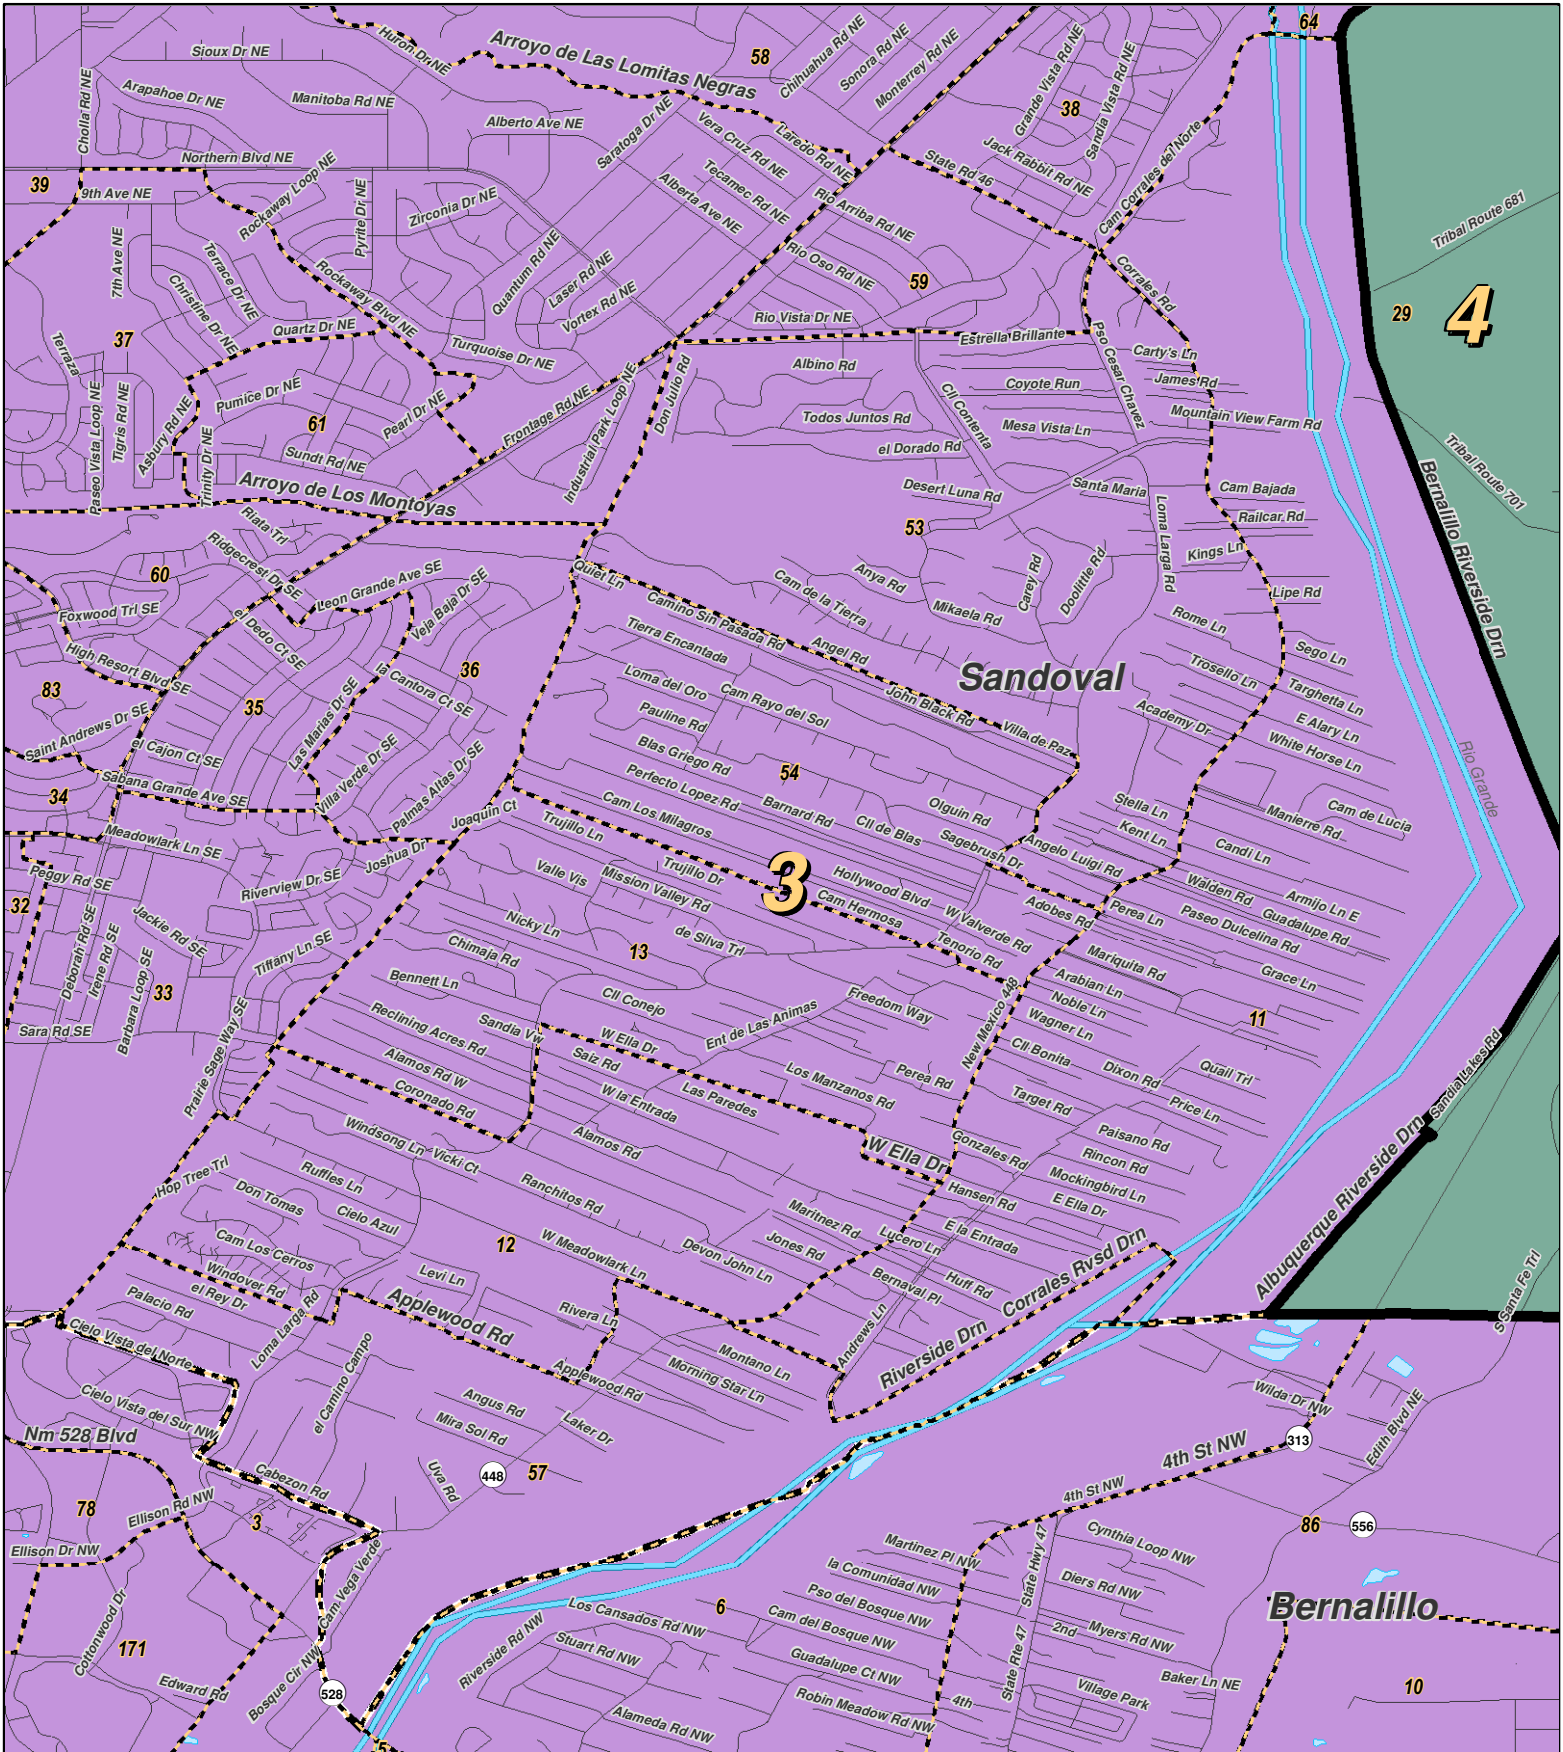 64
Sioux Dr NE
Huron Dr NE
Arroyo de Las Lomitas Negras
58
Chihuahua Rd NE
Sonora Rd NE
Monterrey Rd NE
Grande Vista Rd NE
Sandia Vista Rd NE
38
Cholla Rd NE
Arapahoe Dr NE
Manitoba Rd NE
Alberto Ave NE
Saratoga Dr NE
Vera Cruz Rd NE
Laredo Rd NE
State Rd 46
Jack Rabbit Rd NE
Cam Corrales del Norte
Northern Blvd NE
39
9th Ave NE
Rockaway Loop NE
Pyrite Dr NE
Zirconia Dr NE
Alberta Ave NE
Tecamec Rd NE
Rio Arriba Rd NE
Tribal Route 681
7th Ave NE
Terrace Dr NE
Christine Dr NE
Rockaway Blvd NE
Quantum Rd NE
Laser Rd NE
Vortex Rd NE
Rio Oso Rd NE
59
Corrales Rd
29
4
37
Quartz Dr NE
Turquoise Dr NE
Rio Vista Dr NE
Estrella Brillante
Pso Cesar Chavez
Carty's Ln
Terraza
Paseo Vista Loop NE
Tigris Rd NE
Asbury Rd NE
Trinity Dr NE
Pumice Dr NE
61
Pearl Dr NE
Sundt Rd NE
Frontage Rd NE
Industrial Park Loop NE
Don Julio Rd
Albino Rd
Cll Contenta
Coyote Run
James Rd
Todos Juntos Rd
Mesa Vista Ln
Mountain View Farm Rd
el Dorado Rd
Tribal Route 701
Bernalillo Riverside Drn
Arroyo de Los Montoyas
Desert Luna Rd
Santa Maria
Cam Bajada
Railcar Rd
Loma Larga Rd
53
Riata Trl
Ridgecrest Dr SE
60
Quiet Ln
Kings Ln
Leon Grande Ave SE
Veja Baja Dr SE
Foxwood Trl SE
el Dedo Ct SE
Camino Sin Pasada Rd
Cam de la Tierra
Anya Rd
Mikaela Rd
Carey Rd
Doolittle Rd
Lipe Rd
Rome Ln
High Resort Blvd SE
Tierra Encantada
Angel Rd
Sego Ln
36
la Cantora Ct SE
Loma del Oro
Cam Rayo del Sol
John Black Rd
Sandoval
Trosello Ln
Targhetta Ln
83
35
Las Marias Dr SE
Pauline Rd
Villa de Paz
Academy Dr
E Alary Ln
White Horse Ln
Saint Andrews Dr SE
el Cajon Ct SE
Villa Verde Dr SE
Palmas Altas Dr SE
Blas Griego Rd
54
Rio Grande
34
Sabana Grande Ave SE
Perfecto Lopez Rd
Barnard Rd
Olguin Rd
Stella Ln
Manierre Rd
Cam de Lucia
Joaquin Ct
Cam Los Milagros
Cll de Blas
Sagebrush Dr
Kent Ln
Candi Ln
Meadowlark Ln SE
Joshua Dr
Trujillo Ln
Angelo Luigi Rd
Peggy Rd SE
Riverview Dr SE
Valle Vis
Trujillo Dr
Mission Valley Rd
3
Hollywood Blvd
Walden Rd
Armijo Ln E
32
Cam Hermosa
W Valverde Rd
Adobes Rd
Perea Ln
Guadalupe Rd
Paseo Dulcelina Rd
Jackie Rd SE
Nicky Ln
de Silva Trl
Tenorio Rd
Deborah Rd SE
Irene Rd SE
Barbara Loop SE
Tiffany Ln SE
Chimaja Rd
13
Mariquita Rd
Grace Ln
33
Bennett Ln
Cll Conejo
Freedom Way
Arabian Ln
Noble Ln
New Mexico 448
11
Sara Rd SE
Reclining Acres Rd
Sandia Vw
W Ella Dr
Ent de Las Animas
Wagner Ln
Prairie Sage Way SE
Alamos Rd W
Saiz Rd
Cll Bonita
Dixon Rd
Quail Trl
Sandia Lakes Rd
Coronado Rd
W la Entrada
Las Paredes
Los Manzanos Rd
Perea Rd
Target Rd
Price Ln
Windsong Ln
Vicki Ct
Alamos Rd
W Ella Dr
Gonzales Rd
Paisano Rd
Rincon Rd
Mockingbird Ln
Hop Tree Trl
Ruffles Ln
Ranchitos Rd
Hansen Rd
E Ella Dr
Don Tomas
Cielo Azul
Martinez Rd
Lucero Ln
E la Entrada
Albuquerque Riverside Drn
Cam Los Cerros
12
W Meadowlark Ln
Devon John Ln
Jones Rd
Bernaval Pl
Huff Rd
Corrales Rvsd Drn
S Santa Fe Trl
Windover Rd
el Rey Dr
Palacio Rd
Levi Ln
Applewood Rd
Rivera Ln
Andrews Ln
Cielo Vista del Norte
Loma Larga Rd
Montano Ln
Morning Star Ln
Riverside Drn
Cielo Vista del Sur NW
el Camino Campo
Angus Rd
Applewood Rd
Wilda Dr NW
Edith Blvd NE
Nm 528 Blvd
Mira Sol Rd
Laker Dr
313
4th St NW
Cabezon Rd
Uva Rd
448
57
4th St NW
78
Ellison Rd NW
3
86
556
Ellison Dr NW
Cam Vega Verde
Martinez Pl NW
State Hwy 47
Cynthia Loop NW
la Comunidad NW
Diers Rd NW
Cottonwood Dr
Pso del Bosque NW
Bernalillo
6
Los Cansados Rd NW
Cam del Bosque NW
2nd
Myers Rd NW
171
Riverside Rd NW
Stuart Rd NW
Guadalupe Ct NW
State Rte 47
Baker Ln NE
Edward Rd
Bosque Cir NW
528
Village Park
10
Robin Meadow Rd NW
4th
Alameda Rd NW
5